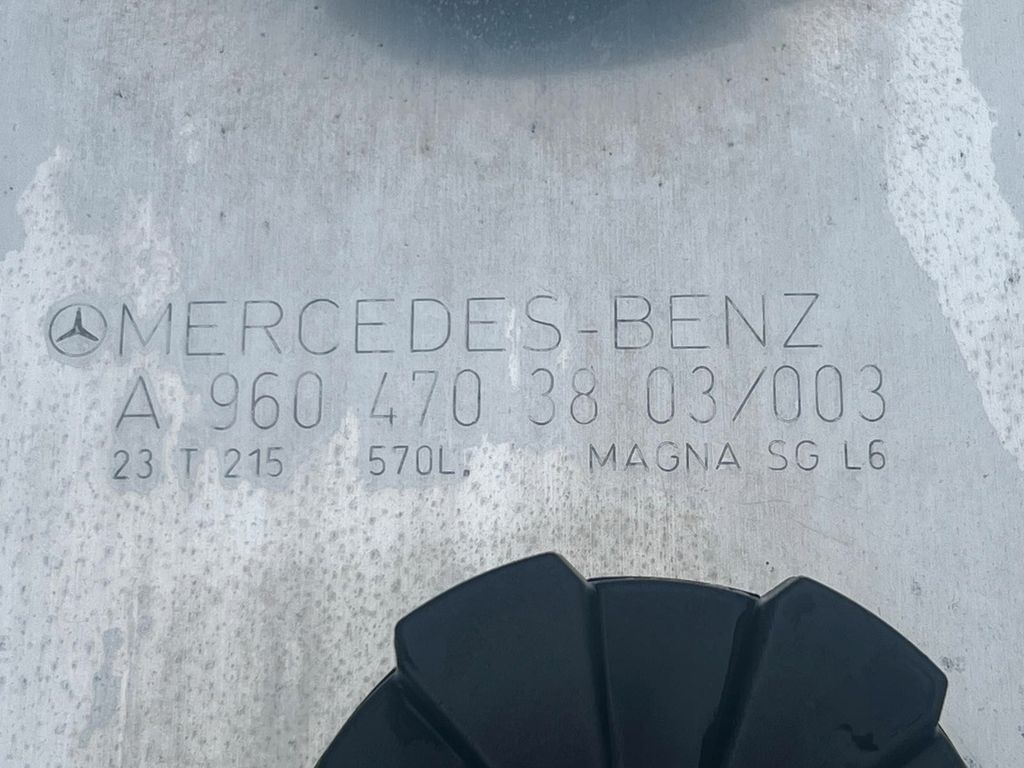 MERCEDES-BENZ
A 960 470 38 03/003
23 T 215 570L. MAGNA SG L6